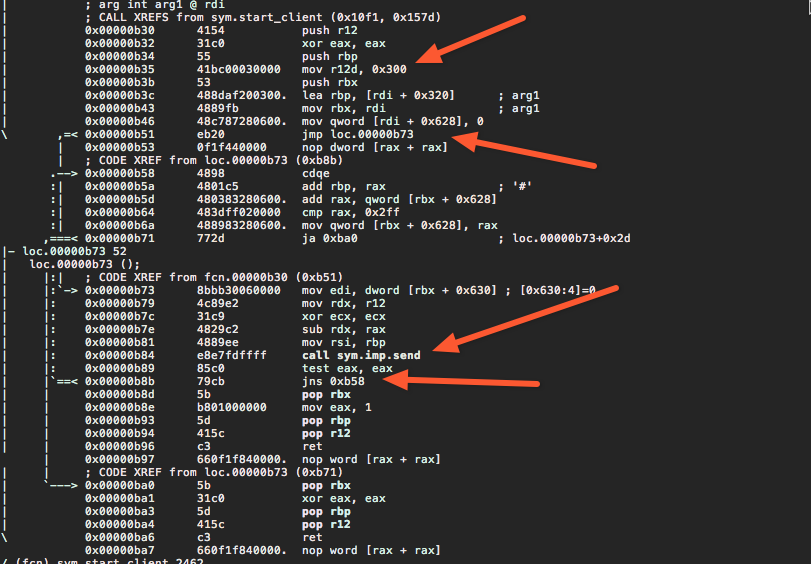 ; arg int arg1 @ rdi
; CALL XREFS from sym.start_client (0x10f1, 0x157d)
0x00000b30 4154 push r12
0x00000b32 31c0 xor eax, eax
0x00000b34 55 push rbp
0x00000b35 41bc00030000 mov r12d, 0x300
0x00000b3b 53 push rbx
0x00000b3c 488daf200300. lea rbp, [rdi + 0x320] ; arg1
0x00000b43 4889fb mov rbx, rdi ; arg1
0x00000b46 48c787280600. mov qword [rdi + 0x628], 0
\ ,=< 0x00000b51 eb20 jmp loc.00000b73
| 0x00000b53 0f1f440000 nop dword [rax + rax]
| ; CODE XREF from loc.00000b73 (0xb8b)
.--> 0x00000b58 4898 cdqe
:| 0x00000b5a 4801c5 add rbp, rax ; '#'
:| 0x00000b5d 480383280600. add rax, qword [rbx + 0x628]
:| 0x00000b64 483dff020000 cmp rax, 0x2ff
:| 0x00000b6a 488983280600. mov qword [rbx + 0x628], rax
,===< 0x00000b71 772d ja 0xba0 ; loc.00000b73+0x2d
|- loc.00000b73 52
| loc.00000b73 ();
| |:| ; CODE XREF from fcn.00000b30 (0xb51)
| |:`-> 0x00000b73 8bbb30060000 mov edi, dword [rbx + 0x630] ; [0x630:4]=0
| |: 0x00000b79 4c89e2 mov rdx, r12
| |: 0x00000b7c 31c9 xor ecx, ecx
| |: 0x00000b7e 4829c2 sub rdx, rax
| |: 0x00000b81 4889ee mov rsi, rbp
| |: 0x00000b84 e8e7fdffff call sym.imp.send
| |: 0x00000b89 85c0 test eax, eax
| |`==< 0x00000b8b 79cb jns 0xb58
| | 0x00000b8d 5b pop rbx
| | 0x00000b8e b801000000 mov eax, 1
| | 0x00000b93 5d pop rbp
| | 0x00000b94 415c pop r12
| | 0x00000b96 c3 ret
| 0x00000b97 660f1f840000. nop word [rax + rax]
| | ; CODE XREF from loc.00000b73 (0xb71)
| `---> 0x00000ba0 5b pop rbx
| 0x00000ba1 31c0 xor eax, eax
| 0x00000ba3 5d pop rbp
| 0x00000ba4 415c pop r12
\ 0x00000ba6 c3 ret
0x00000ba7 660f1f840000. nop word [rax + rax]
/ (fcn) sym.start_client 2462